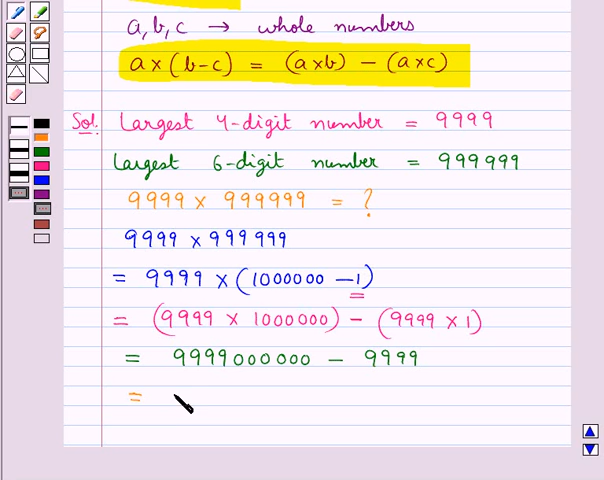 a, b, c → whole numbers
a × (b-c) = (a×b) - (a×c)
Sol. Largest 4-digit number = 9999
Largest 6-digit number = 999999
9999 × 999999 = ?
9999 × 999999
= 9999 × (1000000 - 1)
= (9999 × 1000000) - (9999 × 1)
= 9999000000 - 9999
=